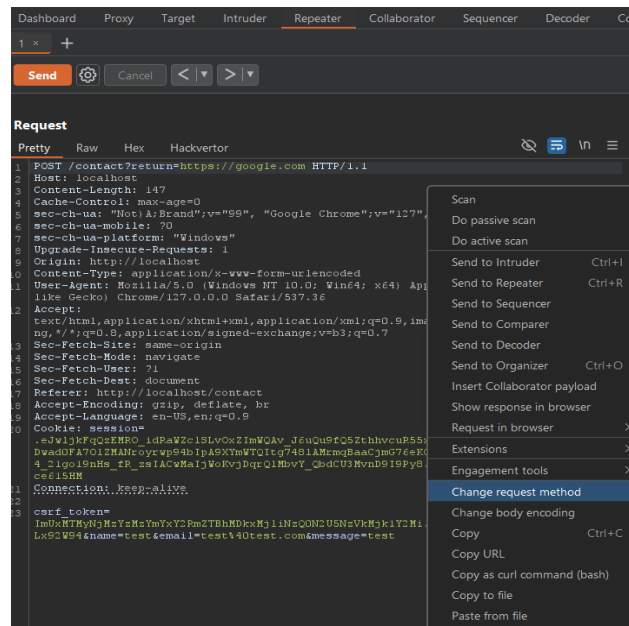 Dashboard Proxy Target Intruder Repeater Collaborator Sequencer Decoder Co
1 × +
Send Cancel < | ▼ > | ▼
Request
Pretty Raw Hex Hackvertor \n
1 POST /contact?return=https://google.com HTTP/1.1
2 Host: localhost
3 Content-Length: 147
4 Cache-Control: max-age=0
5 sec-ch-ua: "Not)A;Brand";v="99", "Google Chrome";v="127",
6 sec-ch-ua-mobile: ?0
7 sec-ch-ua-platform: "Windows"
8 Upgrade-Insecure-Requests: 1
9 Origin: http://localhost
10 Content-Type: application/x-www-form-urlencoded
11 User-Agent: Mozilla/5.0 (Windows NT 10.0; Win64; x64) App
like Gecko) Chrome/127.0.0.0 Safari/537.36
12 Accept:
text/html,application/xhtml+xml,application/xml;q=0.9,ima
ng,*/*;q=0.8,application/signed-exchange;v=b3;q=0.7
13 Sec-Fetch-Site: same-origin
14 Sec-Fetch-Mode: navigate
15 Sec-Fetch-User: ?1
16 Sec-Fetch-Dest: document
17 Referer: http://localhost/contact
18 Accept-Encoding: gzip, deflate, br
19 Accept-Language: en-US,en;q=0.9
20 Cookie: session=
21 Connection: keep-alive
22
23 csrf_token=
&name=test&email=test%40test.com&message=test
Scan
Do passive scan
Do active scan
Send to Intruder Ctrl+I
Send to Repeater Ctrl+R
Send to Sequencer
Send to Comparer
Send to Decoder
Send to Organizer Ctrl+O
Insert Collaborator payload
Show response in browser
Request in browser >
Extensions >
Engagement tools >
Change request method
Change body encoding
Copy Ctrl+C
Copy URL
Copy as curl command (bash)
Copy to file
Paste from file